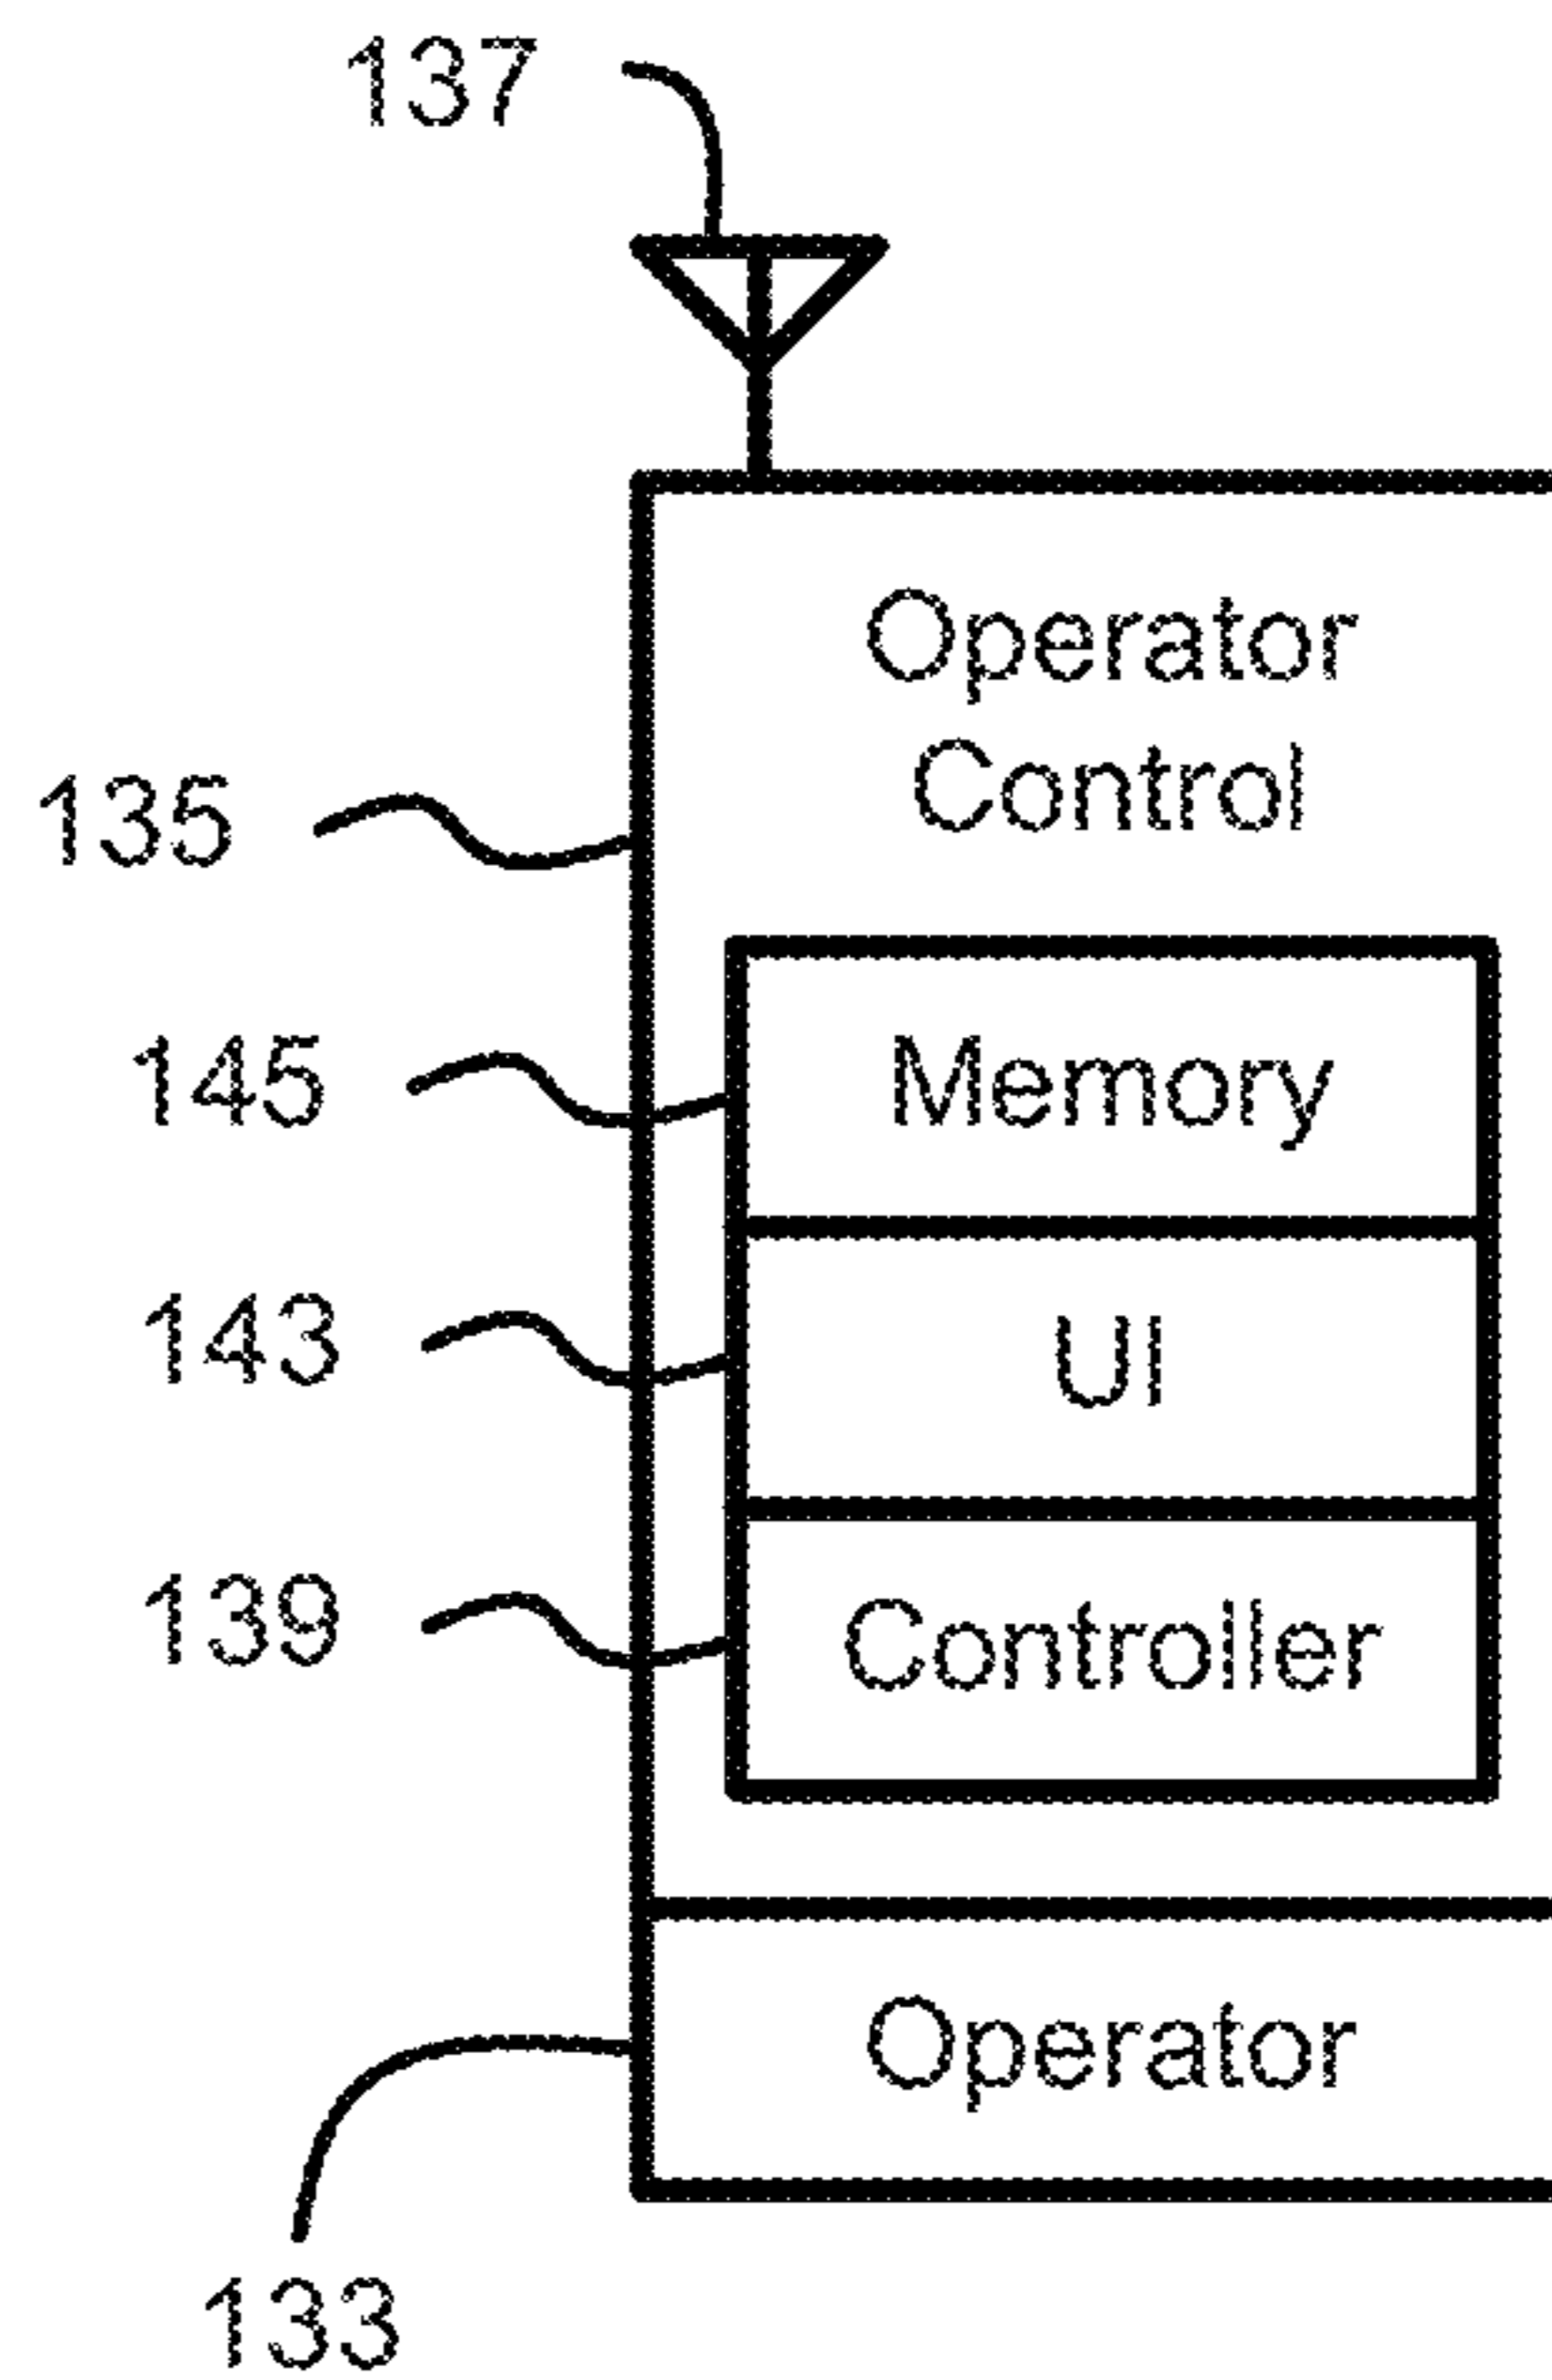 137
Operator
Control
135
145
Memory
143
UI
139
Controller
Operator
133